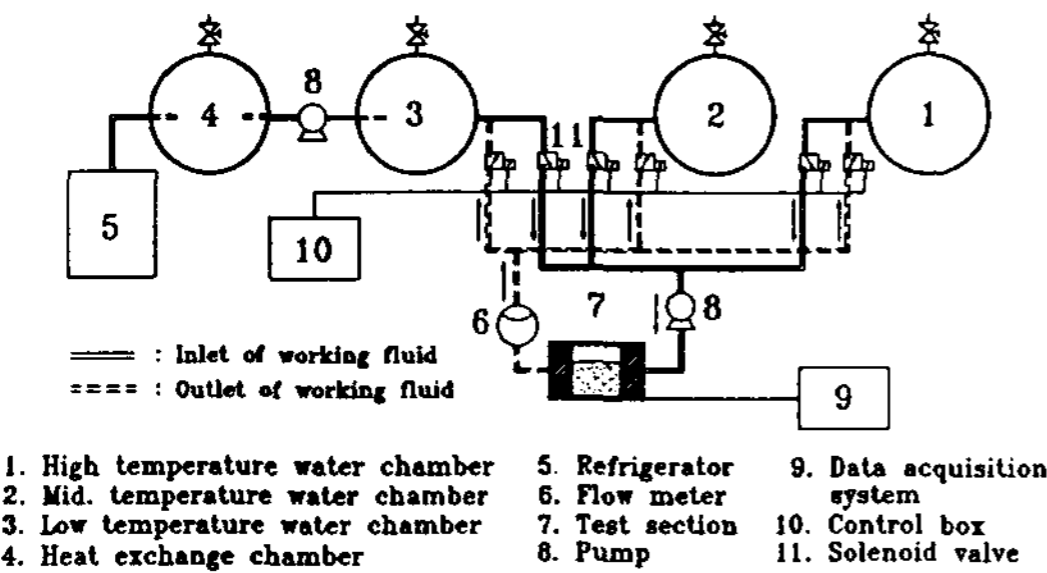 8
4
3
2
1
11
5
10
7
6
8
═══ : Inlet of working fluid
==== : Outlet of working fluid
9
1. High temperature water chamber
2. Mid. temperature water chamber
3. Low temperature water chamber
4. Heat exchange chamber
5. Refrigerator
6. Flow meter
7. Test section
8. Pump
9. Data acquisition
system
10. Control box
11. Solenoid valve